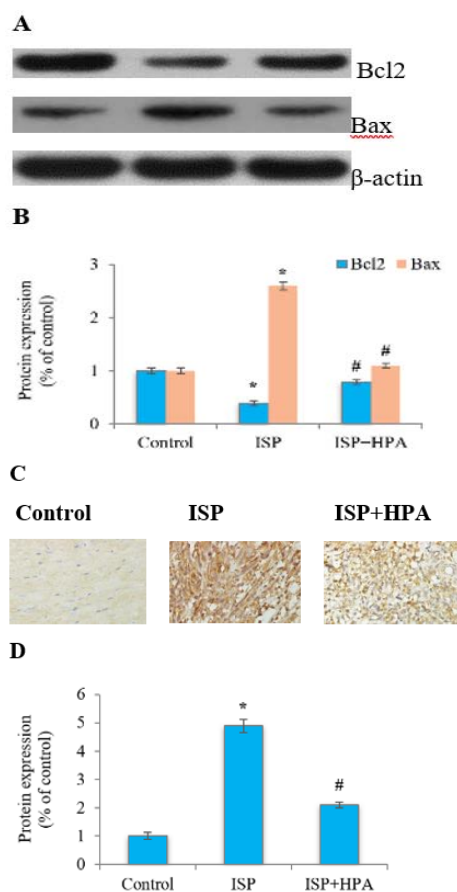 A
Bcl2
Bax
β-actin
B
Protein expression
(% of control)
3
2
1
0
Bcl2
Bax
*
*
#
#
Control
ISP
ISP−HPA
C
Control
ISP
ISP+HPA
D
Protein expression
(% of control)
6
5
4
3
2
1
0
*
#
Control
ISP
ISP+HPA